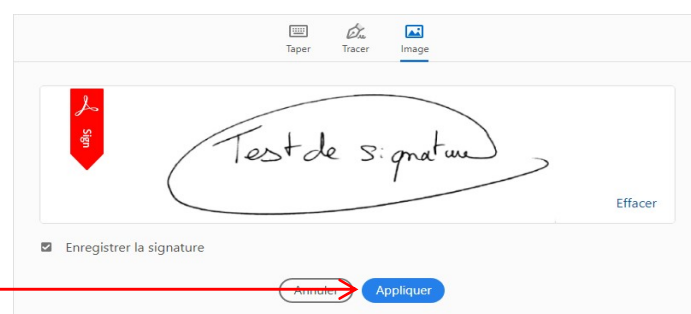 Taper Tracer Image
Sign
Test de signature
Effacer
Enregistrer la signature
Annuler Appliquer